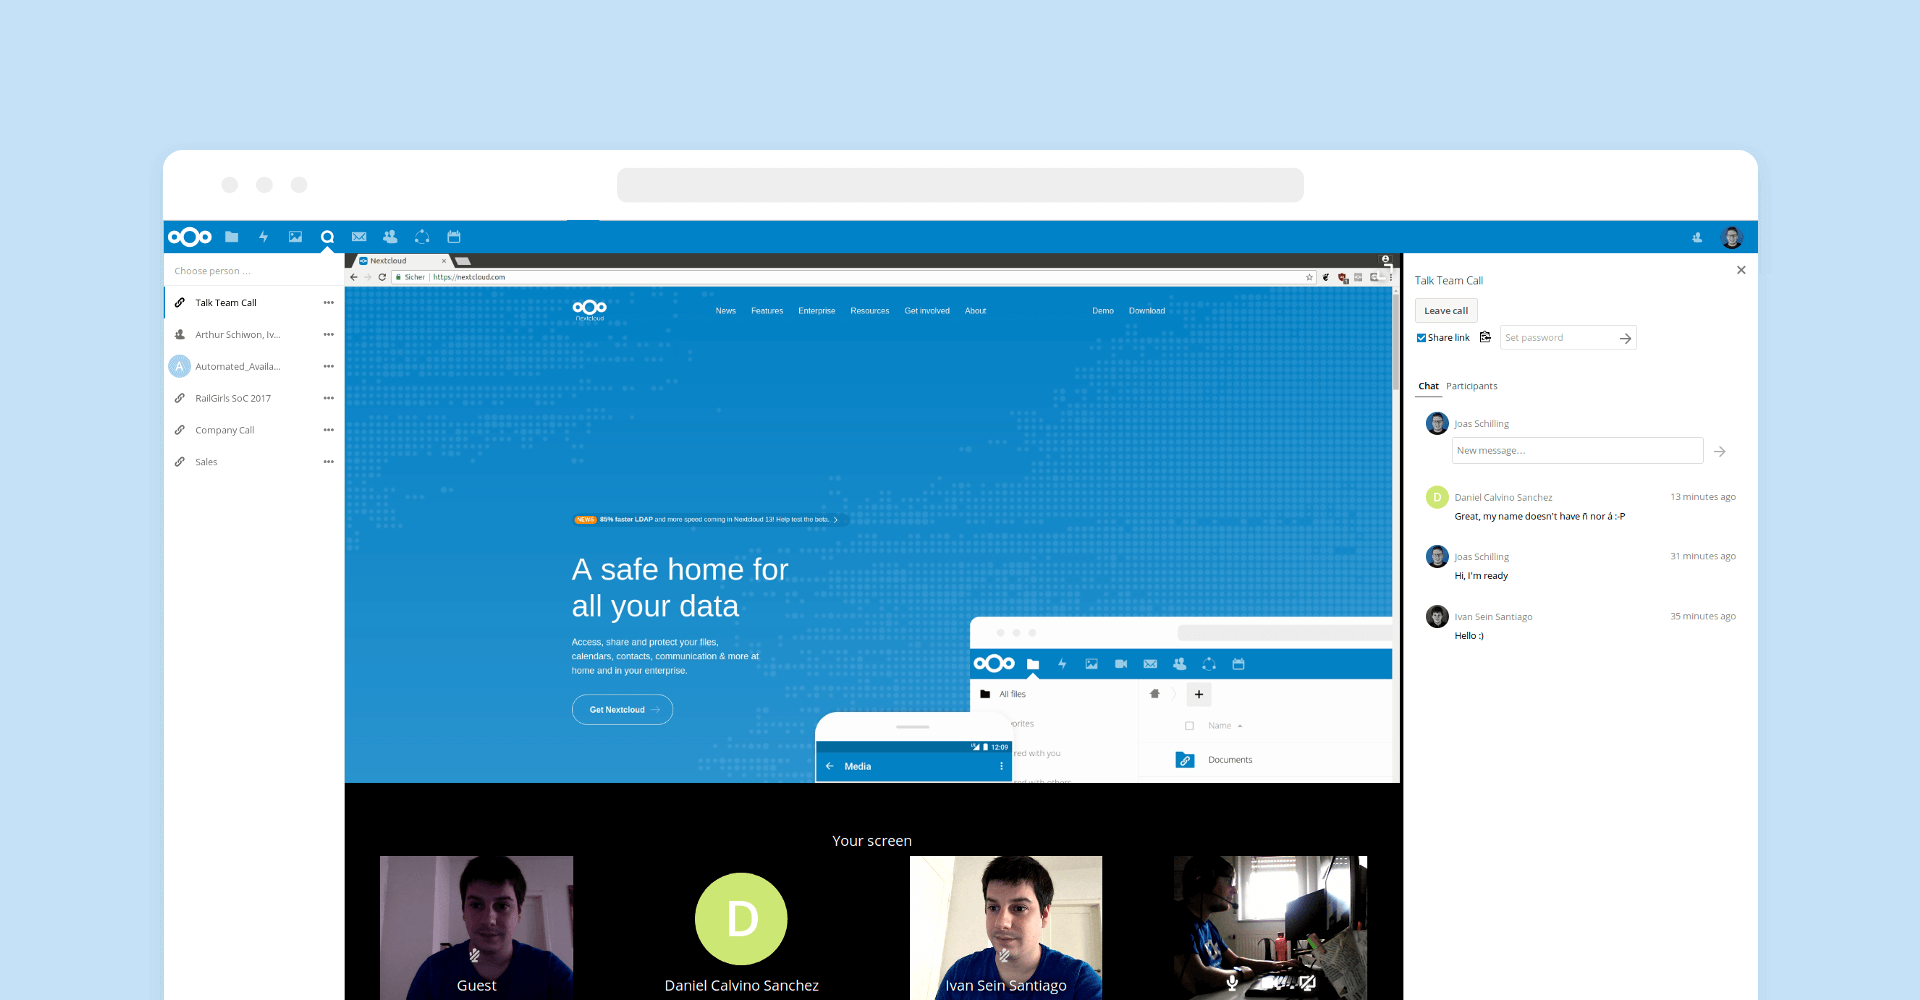 Choose person ...
Talk Team Call
Arthur Schiwon, Iv...
A
Automated_Availa...
RailGirls SoC 2017
Company Call
Sales
Nextcloud
Sicher
https://nextcloud.com
nextcloud
News
Features
Enterprise
Resources
Get involved
About
Demo
Download
NEWS 85% faster LDAP and more speed coming in Nextcloud 13! Help test the beta.
A safe home for
all your data
Access, share and protect your files,
calendars, contacts, communication & more at
home and in your enterprise.
Get Nextcloud
All files
red with you
red with others
Name
Documents
12:09
Media
Your screen
Guest
D
Daniel Calvino Sanchez
Ivan Sein Santiago
Talk Team Call
Leave call
Share link
Set password
Chat
Participants
Joas Schilling
New message...
D
Daniel Calvino Sanchez
13 minutes ago
Great, my name doesn't have ñ nor á :-P
Joas Schilling
31 minutes ago
Hi, I'm ready
Ivan Sein Santiago
35 minutes ago
Hello :)